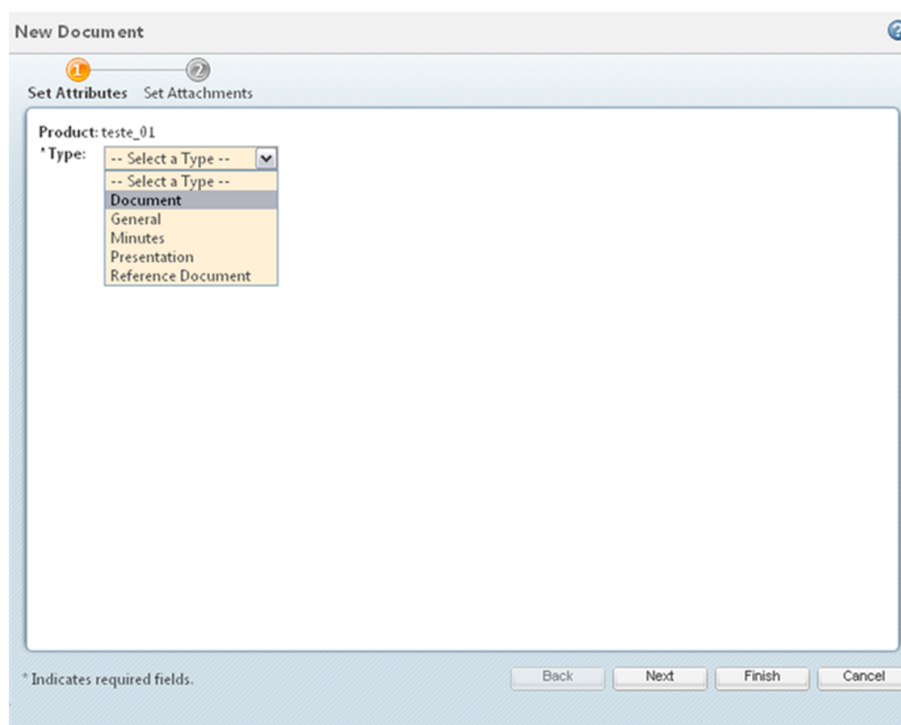 New Document
?
1 2
Set Attributes Set Attachments
Product: teste_01
*Type: -- Select a Type --
-- Select a Type --
Document
General
Minutes
Presentation
Reference Document
* Indicates required fields. Back Next Finish Cancel